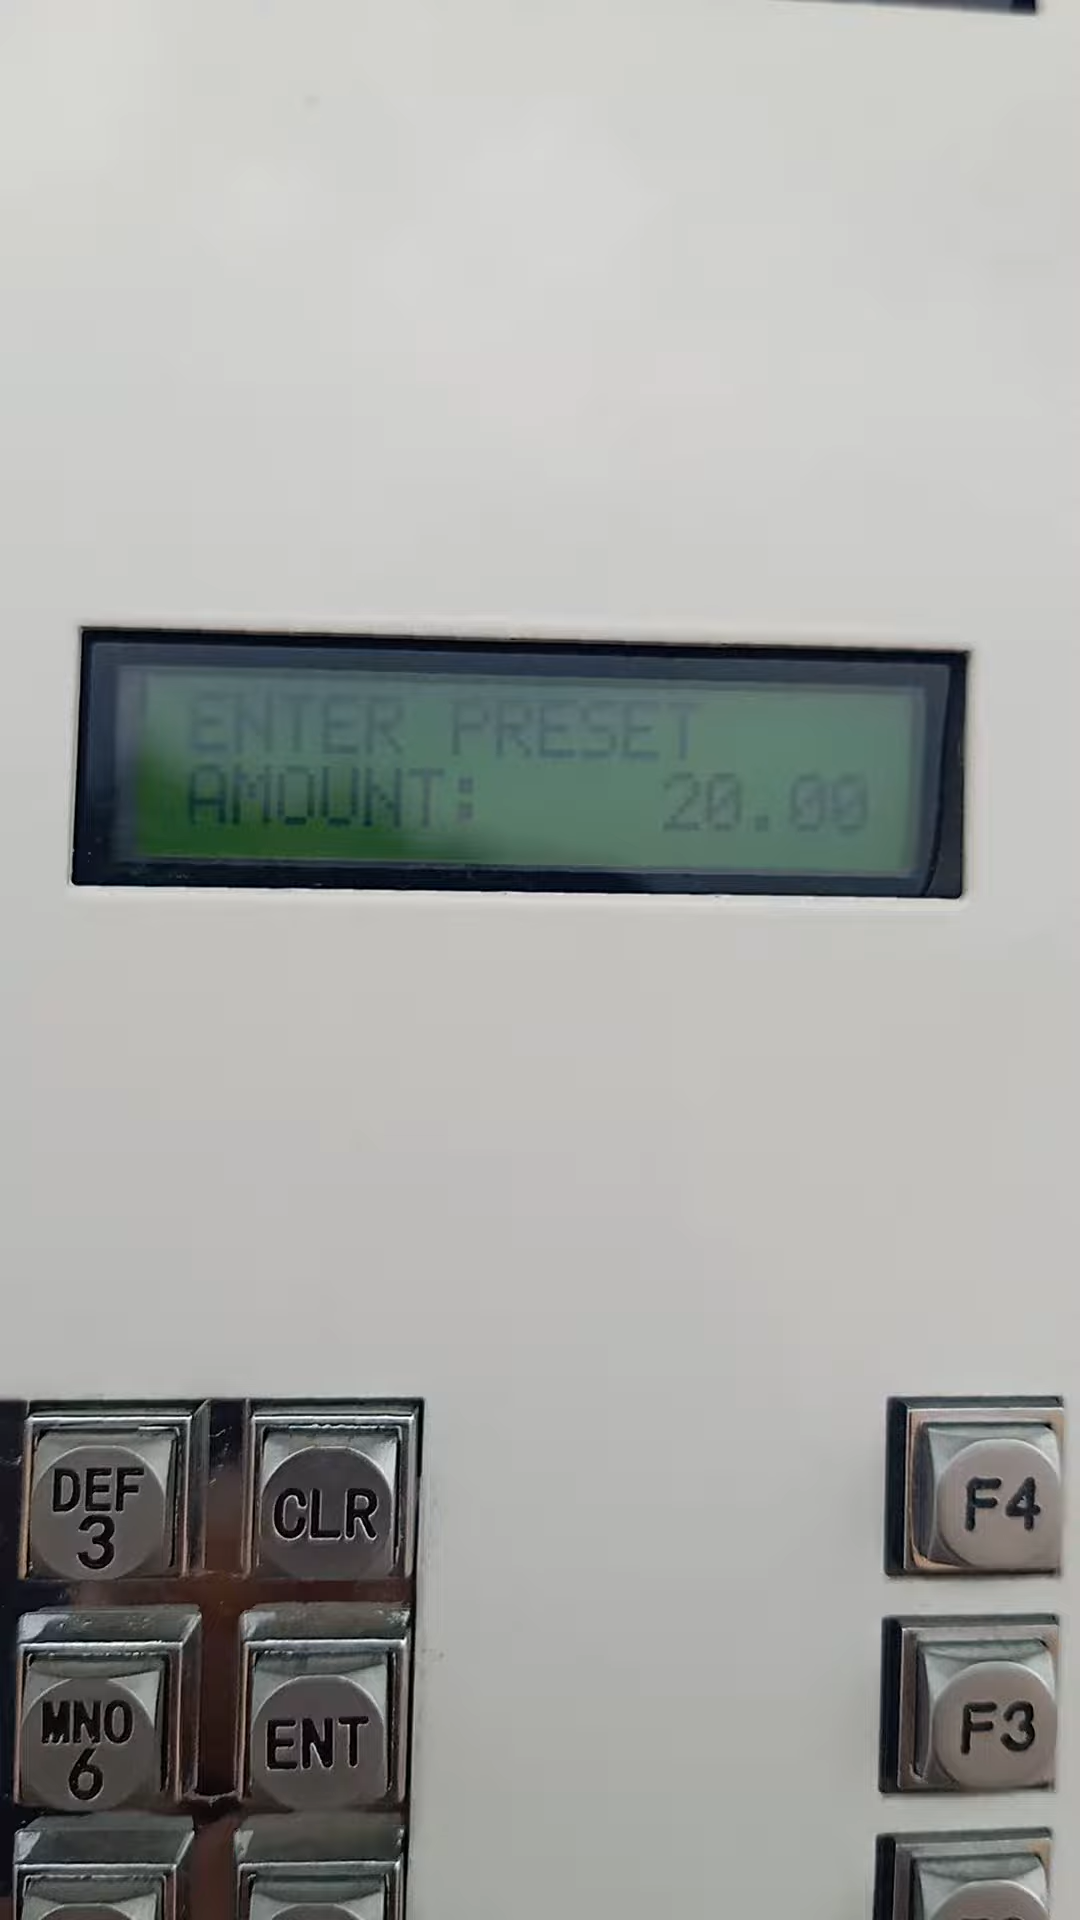 ENTER PRESET
AMOUNT: 20.00
DEF
3
CLR
F4
MNO
6
ENT
F3